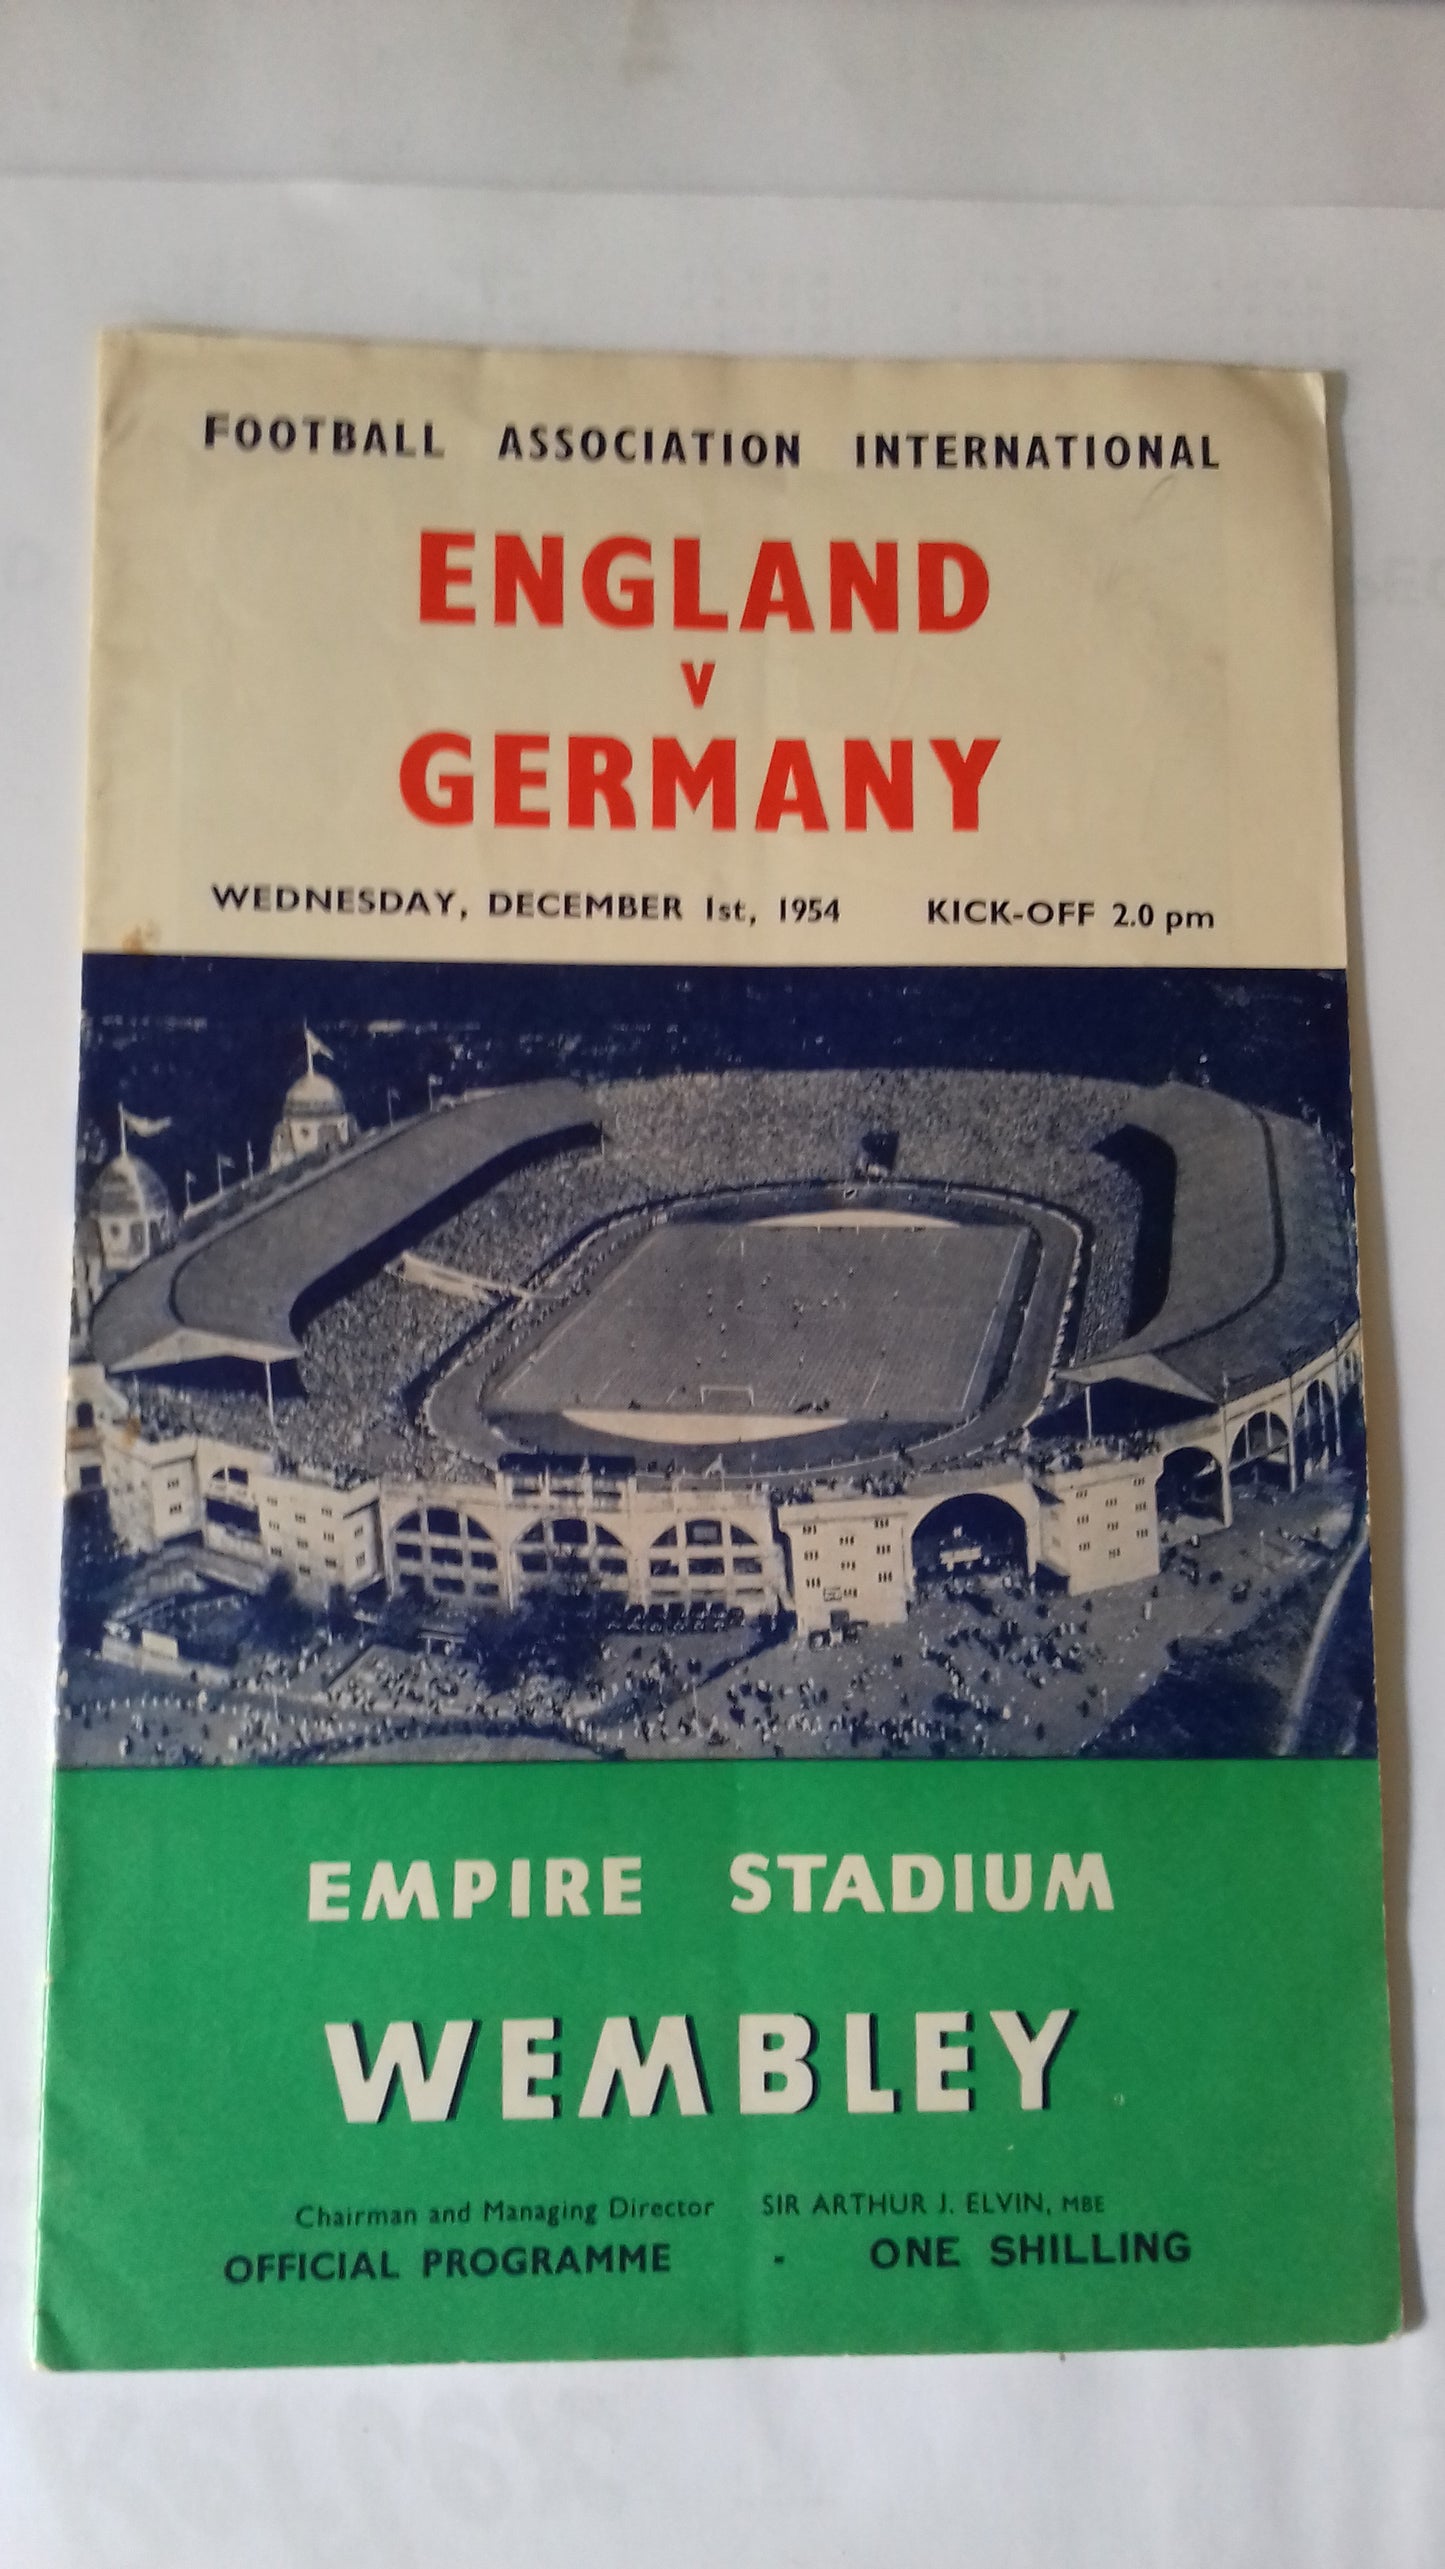 FOOTBALL ASSOCIATION INTERNATIONAL
ENGLAND
V
GERMANY
WEDNESDAY, DECEMBER 1st, 1954 KICK-OFF 2.0 pm
EMPIRE STADIUM
WEMBLEY
Chairman and Managing Director SIR ARTHUR J. ELVIN, MBE
OFFICIAL PROGRAMME - ONE SHILLING